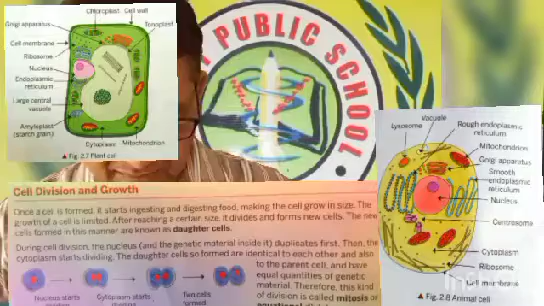 Chloroplast Cell wall
Golgi apparatus
Tonoplast
Cell membrane
Ribosome
Nucleus
Endoplasmic
reticulum
Large central
vacuole
Amyloplast
(starch grain)
Cytoplasm
Mitochondrion
▲ Fig. 2.7 Plant cell
PUBLIC SCHOOL
Vacuole
Lysosome
Rough endoplasmic
reticulum
Mitochondrion
Golgi apparatus
Smooth
endoplasmic
reticulum
Nucleus
Centrosome
Cytoplasm
Ribosome
Cell membrane
▲ Fig. 2.8 Animal cell
Cell Division and Growth
Once a cell is formed, it starts ingesting and digesting food, making the cell grow in size. The
growth of a cell is limited. After reaching a certain size, it divides and forms new cells. The new
cells formed in this manner are known as daughter cells.
During cell division, the nucleus (and the genetic material inside it) duplicates first. Then, the
cytoplasm starts dividing. The daughter cells so formed are identical to each other and also
to the parent cell, and have
equal quantities of genetic
material. Therefore, this kind
of division is called mitosis or
Nucleus starts
Cytoplasm starts
Two cells
formed